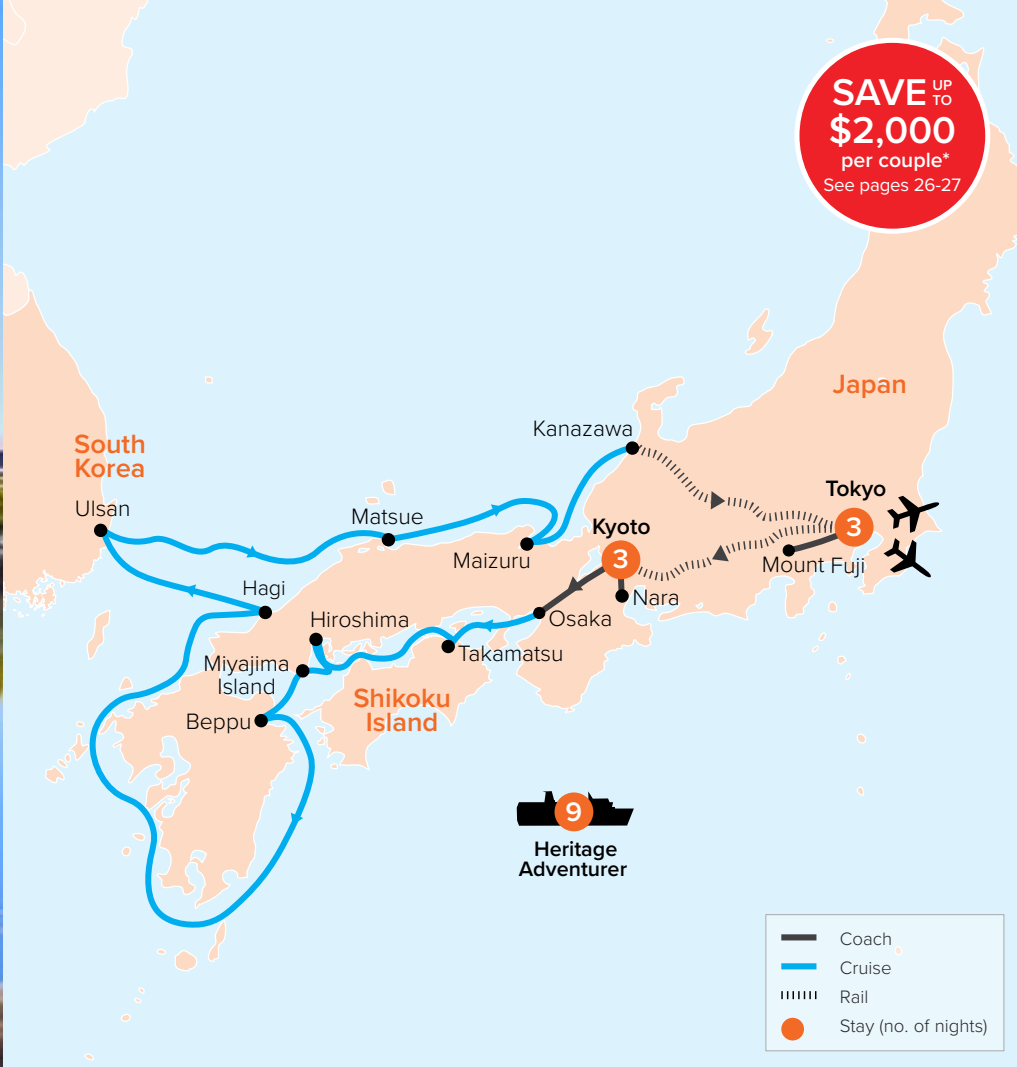 SAVE UP TO
$2,000
per couple*
See pages 26-27
Japan
Kanazawa
South
Korea
Tokyo
3
Ulsan
Matsue
Kyoto
3
Maizuru
Mount Fuji
Hagi
Nara
Hiroshima
Osaka
Takamatsu
Miyajima
Island
Shikoku
Island
Beppu
9
Heritage
Adventurer
Coach
Cruise
Rail
Stay (no. of nights)